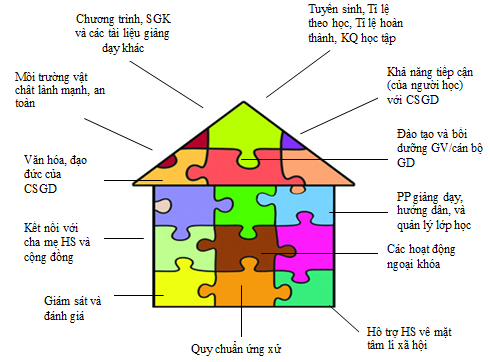 Chương trình, SGK
và các tài liệu giảng
dạy khác
Tuyển sinh, Tỉ lệ
theo học, Tỉ lệ hoàn
thành, KQ học tập
Môi trường vật
chất lành mạnh, an
toàn
Khả năng tiếp cận
(của người học)
với CSGD
Văn hóa, đạo
đức của
CSGD
Đào tạo và bồi
dưỡng GV/cán bộ
GD
Kết nối với
cha mẹ HS và
cộng đồng
PP giảng dạy,
hướng dẫn, và
quản lý lớp học
Các hoạt động
ngoại khóa
Giám sát và
đánh giá
Quy chuẩn ứng xử
Hỗ trợ HS về mặt
tâm lí xã hội